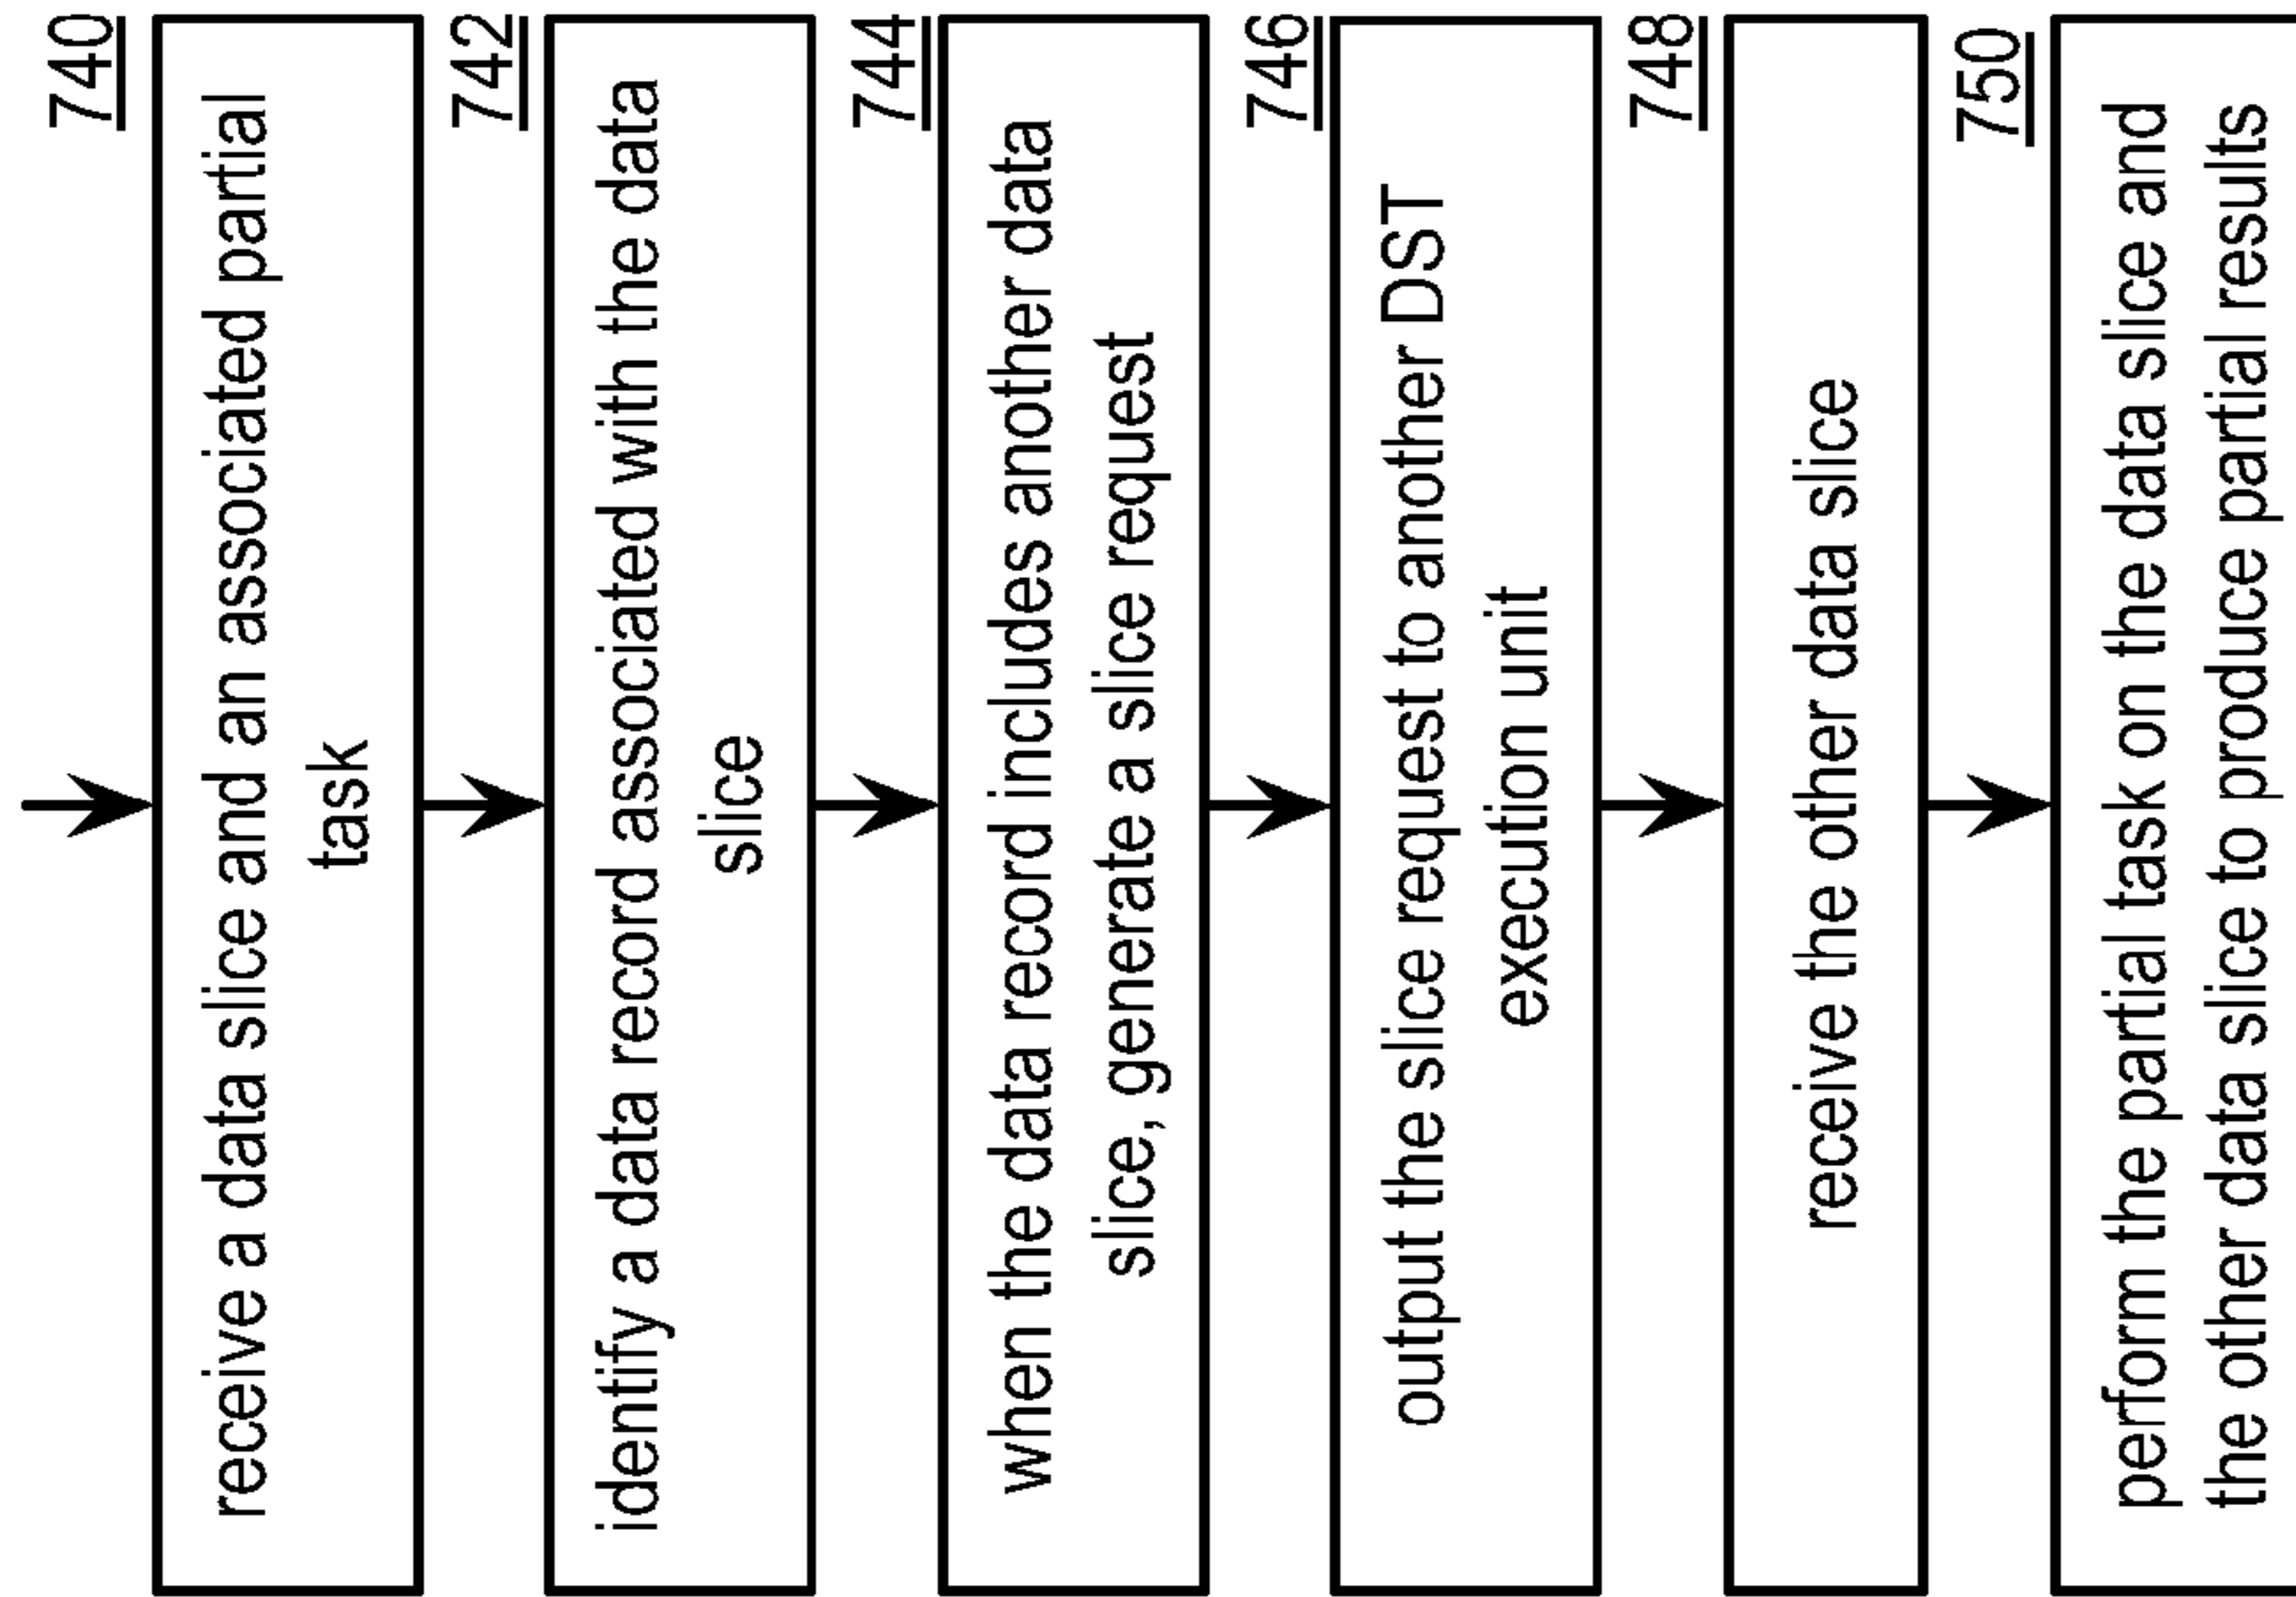 740
receive a data slice and an associated partial
task
742
identify a data record associated with the data
slice
744
when the data record includes another data
slice, generate a slice request
746
output the slice request to another DST
execution unit
748
receive the other data slice
750
perform the partial task on the data slice and
the other data slice to produce partial results